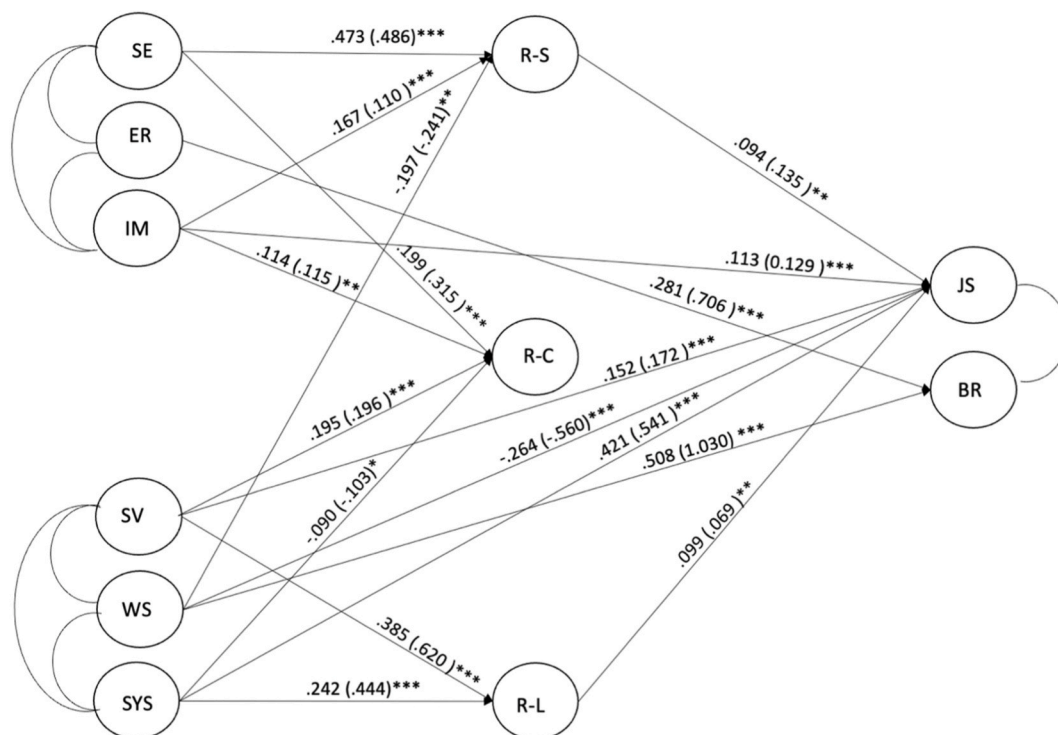 SE
.473 (.486)***
R-S
ER
.167 (.110 )***
-.197(-.241)**
.094 (.135 )**
IM
.114 (.115 )**
.199 (.315 )***
.113 (0.129 )***
.281 (.706 )***
JS
R-C
.152 (.172 )***
BR
.195 (.196 )***
-.264 (-.560)***
.421 (.541 )***
.508 (1.030) ***
-.090 (-.103)*
SV
.099 (.069 )**
WS
.385 (.620 )***
SYS
.242 (.444)***
R-L